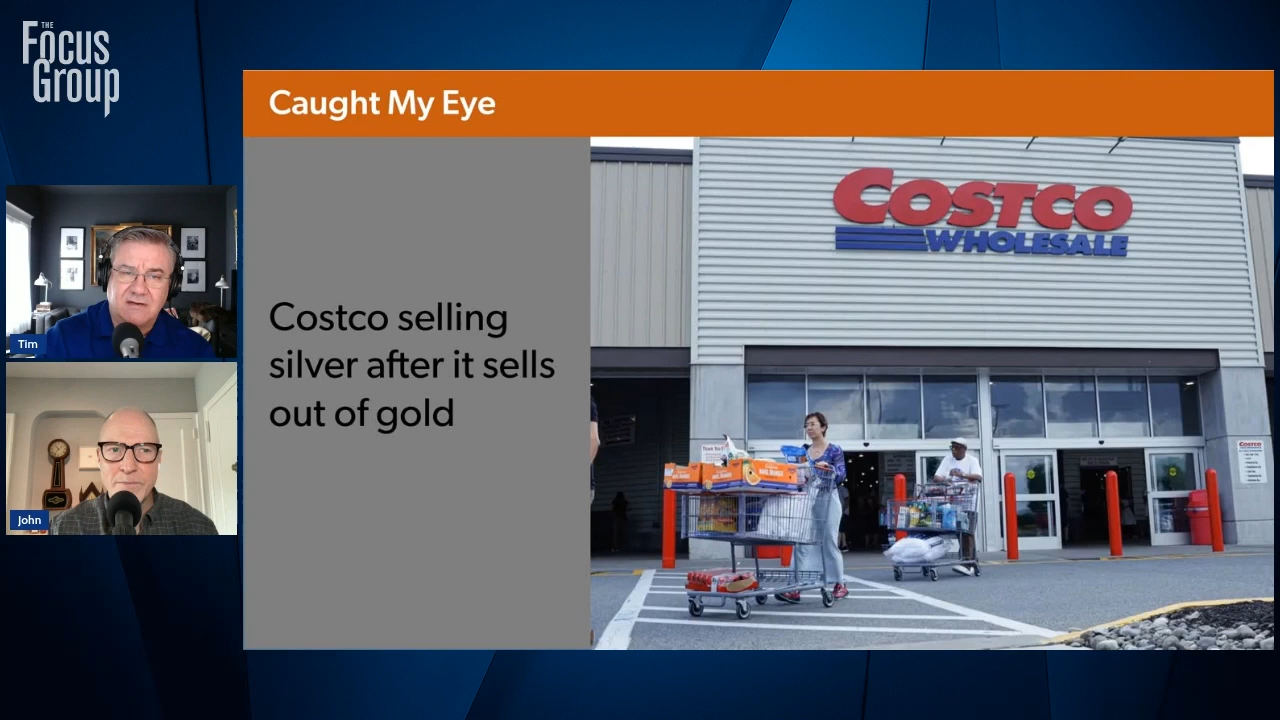 THE
FOCUS
Group
Caught My Eye
Costco selling
silver after it sells
out of gold
COSTCO
WHOLESALE
Tim
John
COSTCO